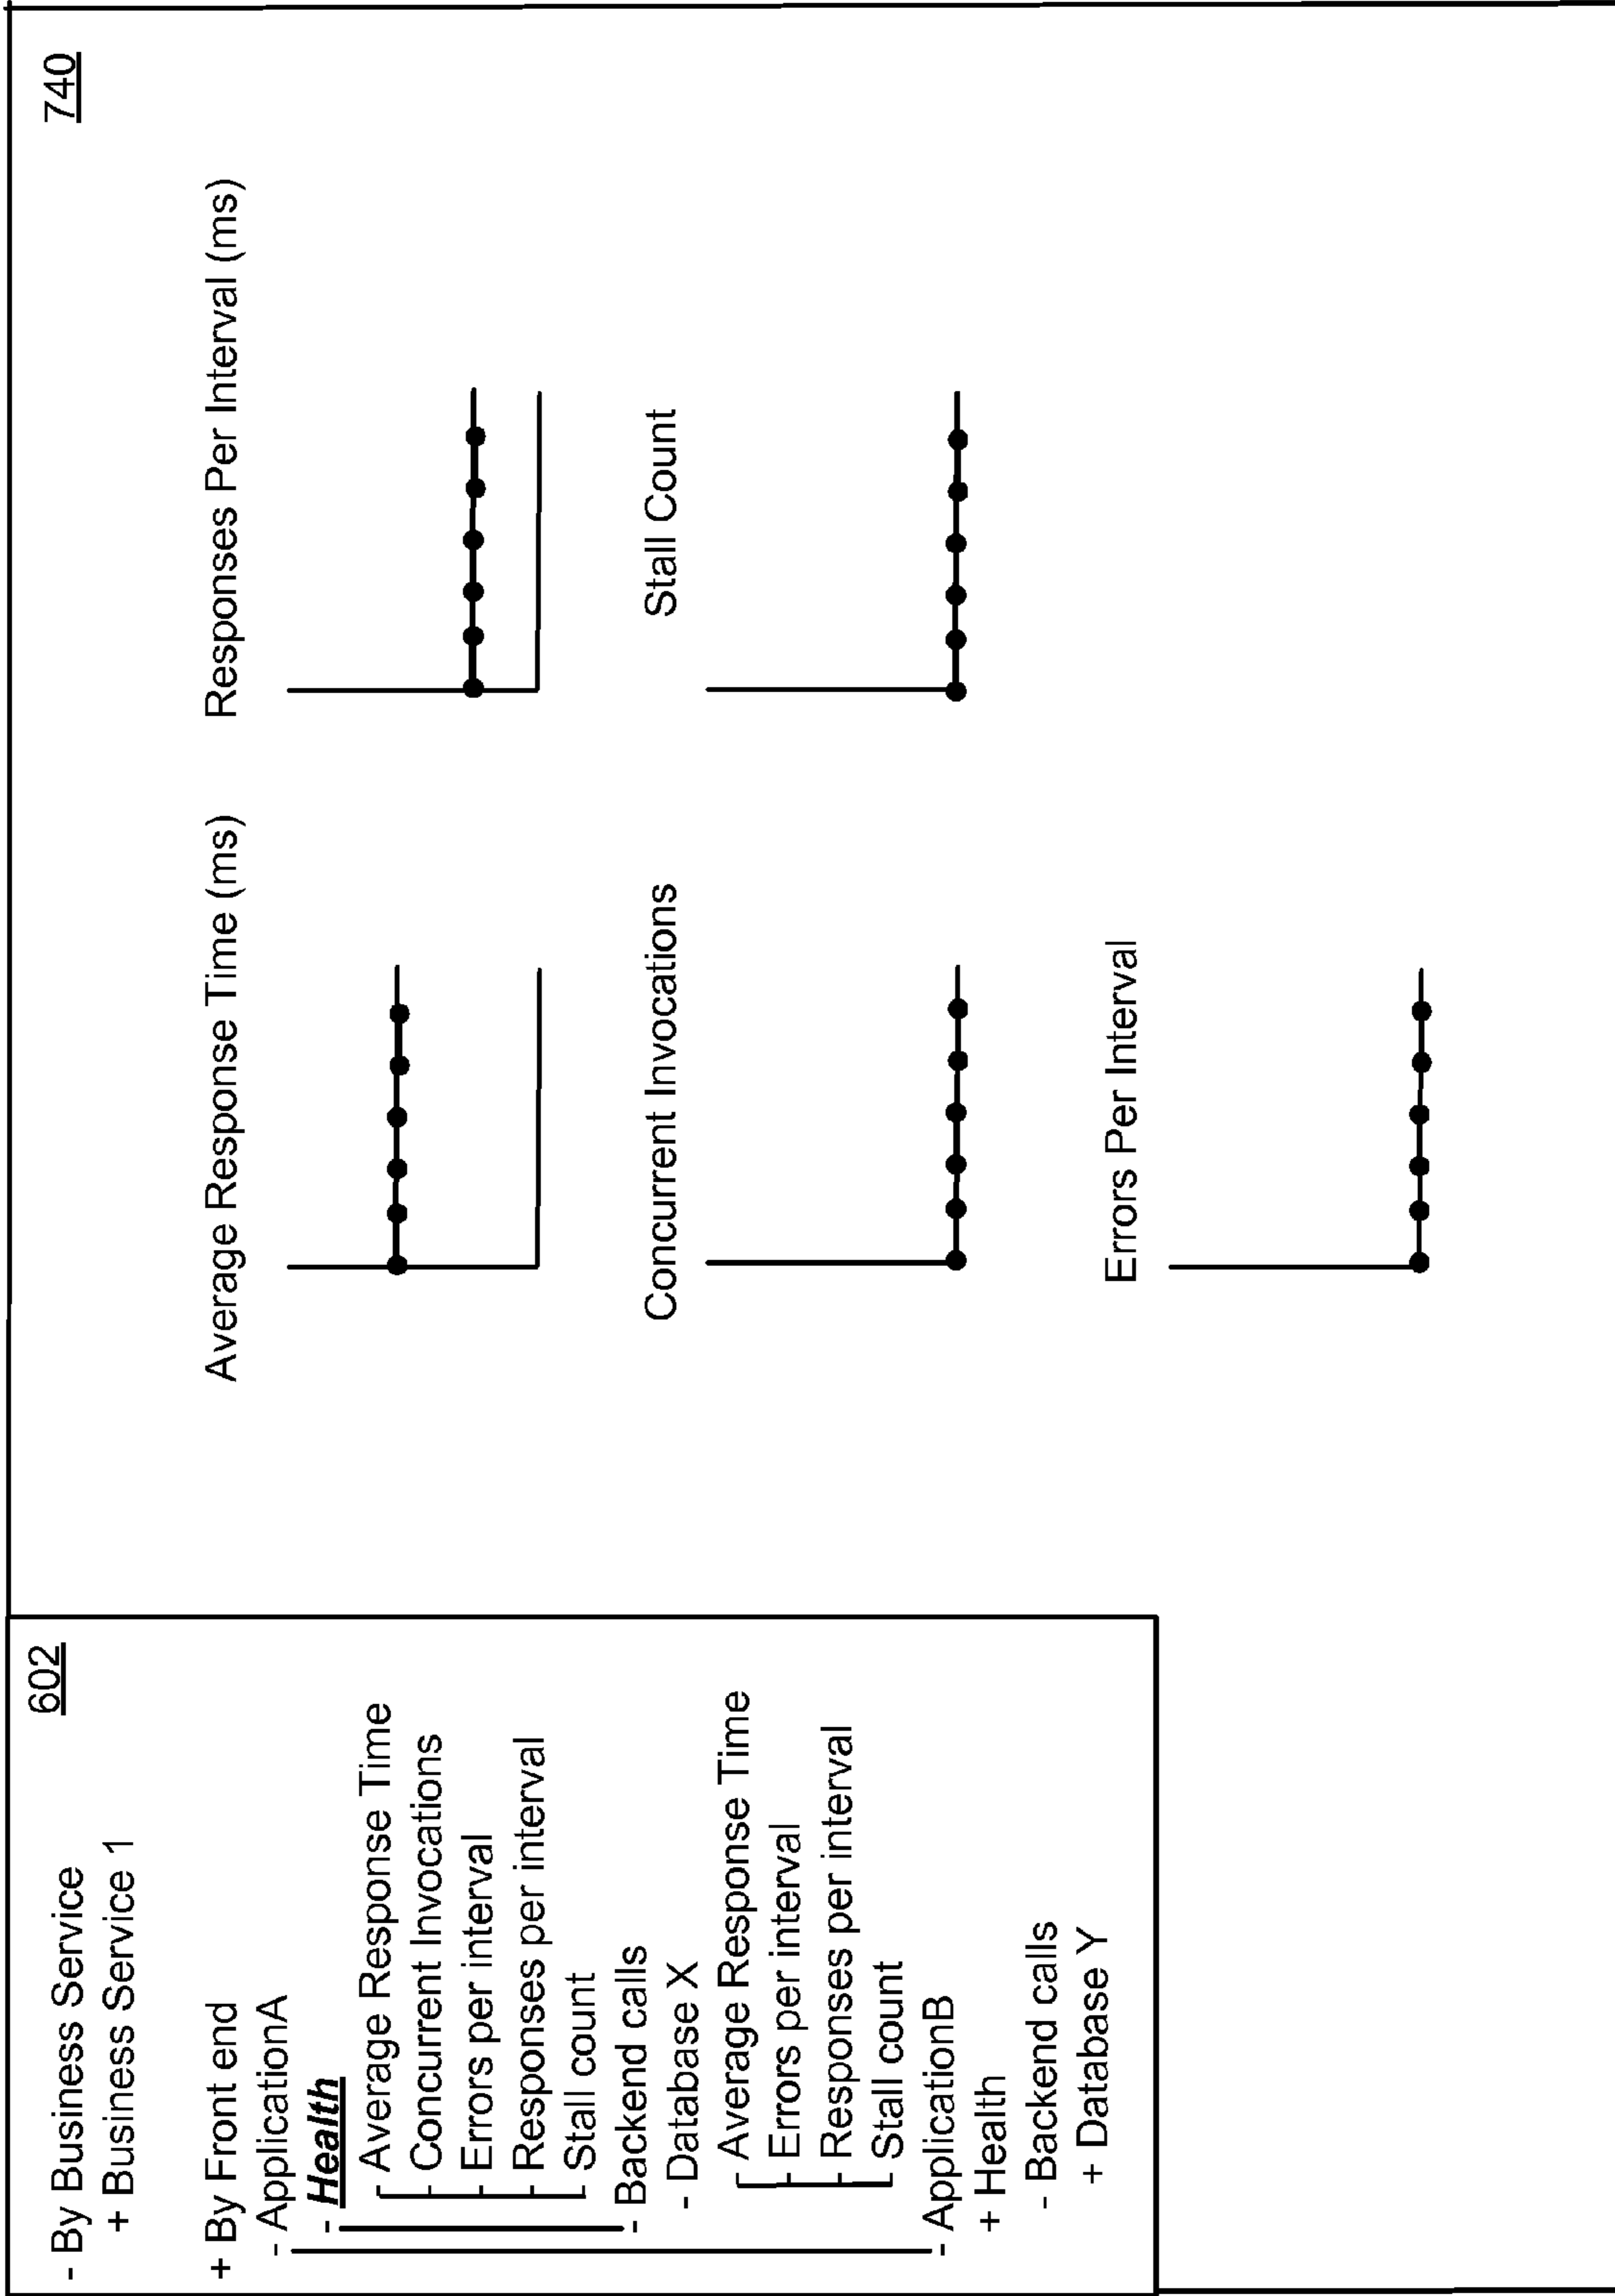 602
- By Business Service
+ Business Service 1
+ By Front end
- ApplicationA
- Health
Average Response Time
Concurrent Invocations
Errors per interval
Responses per interval
Stall count
- Backend calls
- Database X
Average Response Time
Errors per interval
Responses per interval
Stall count
- ApplicationB
+ Health
- Backend calls
+ Database Y
740
Average Response Time (ms)
Responses Per Interval (ms)
Concurrent Invocations
Stall Count
Errors Per Interval